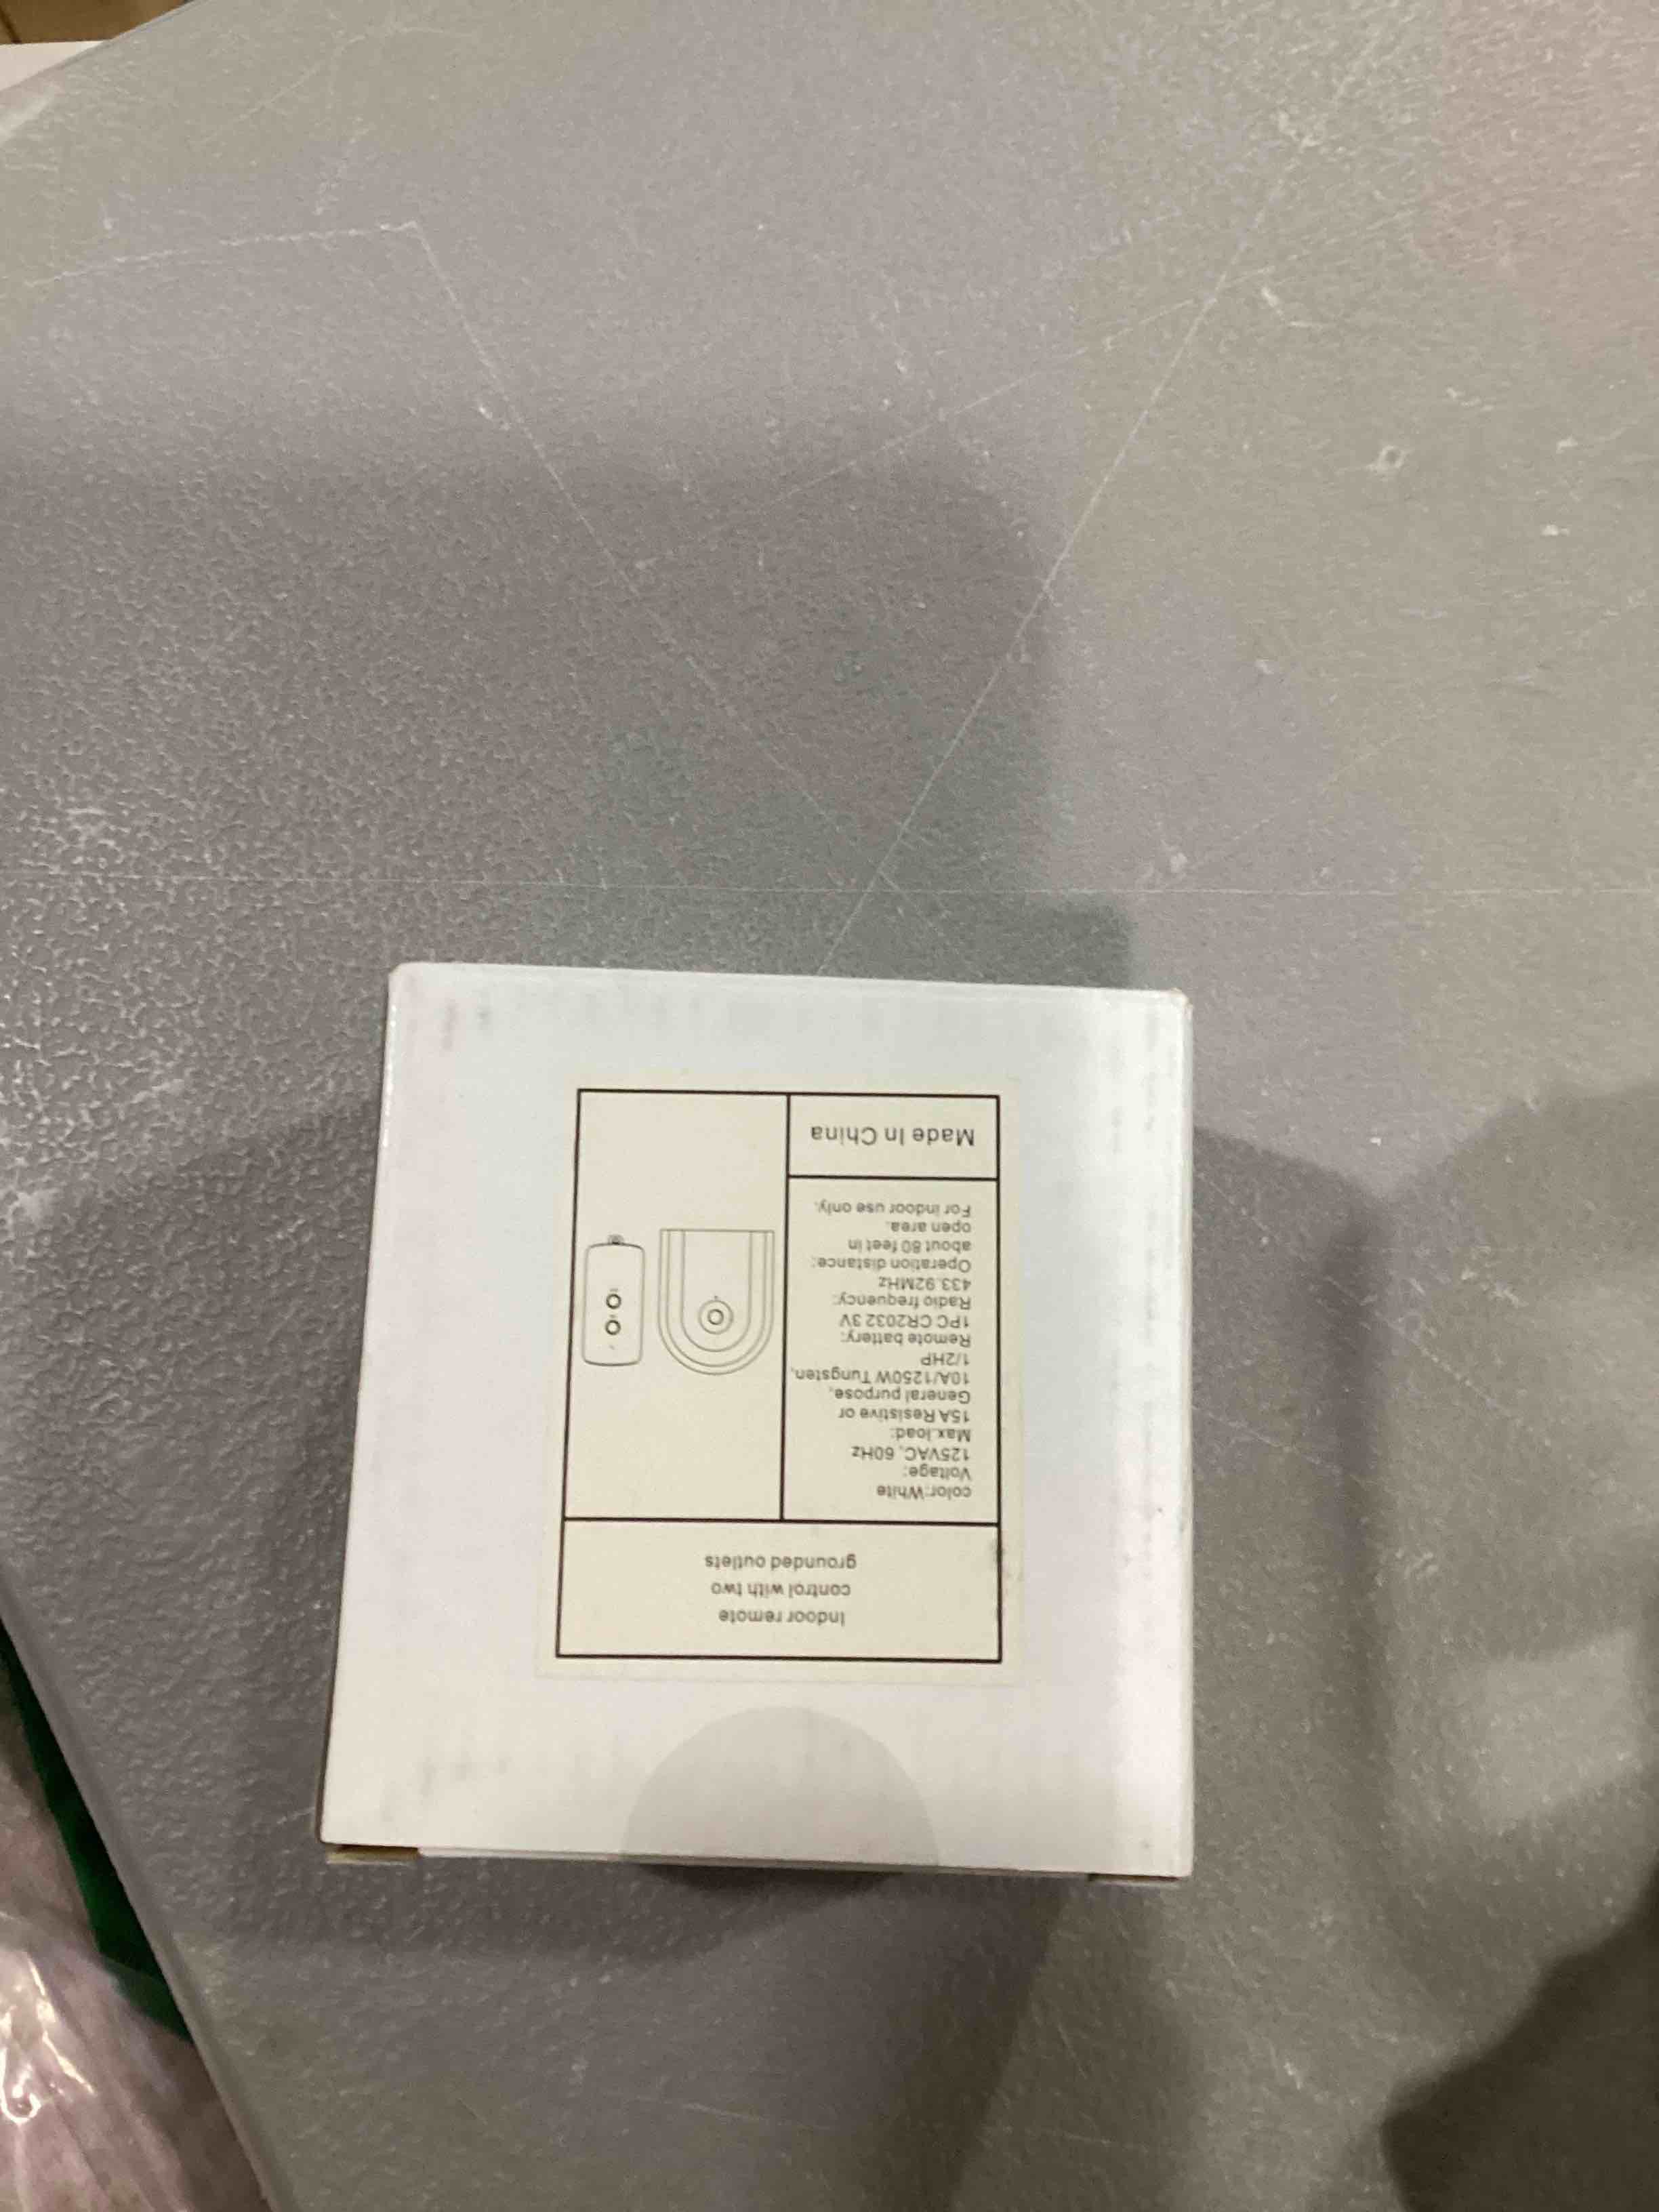 Indoor remote
control with two
grounded outlets
color:White
Voltage:
125VAC, 60Hz
Max.load:
15A Resistive or
General purpose,
10A/1250W Tungsten,
1/2HP
Remote battery:
1PC CR2032 3V
Radio frequency:
433.92MHz
Operation distance:
about 80 feet in
open area.
For indoor use only.
Made In China